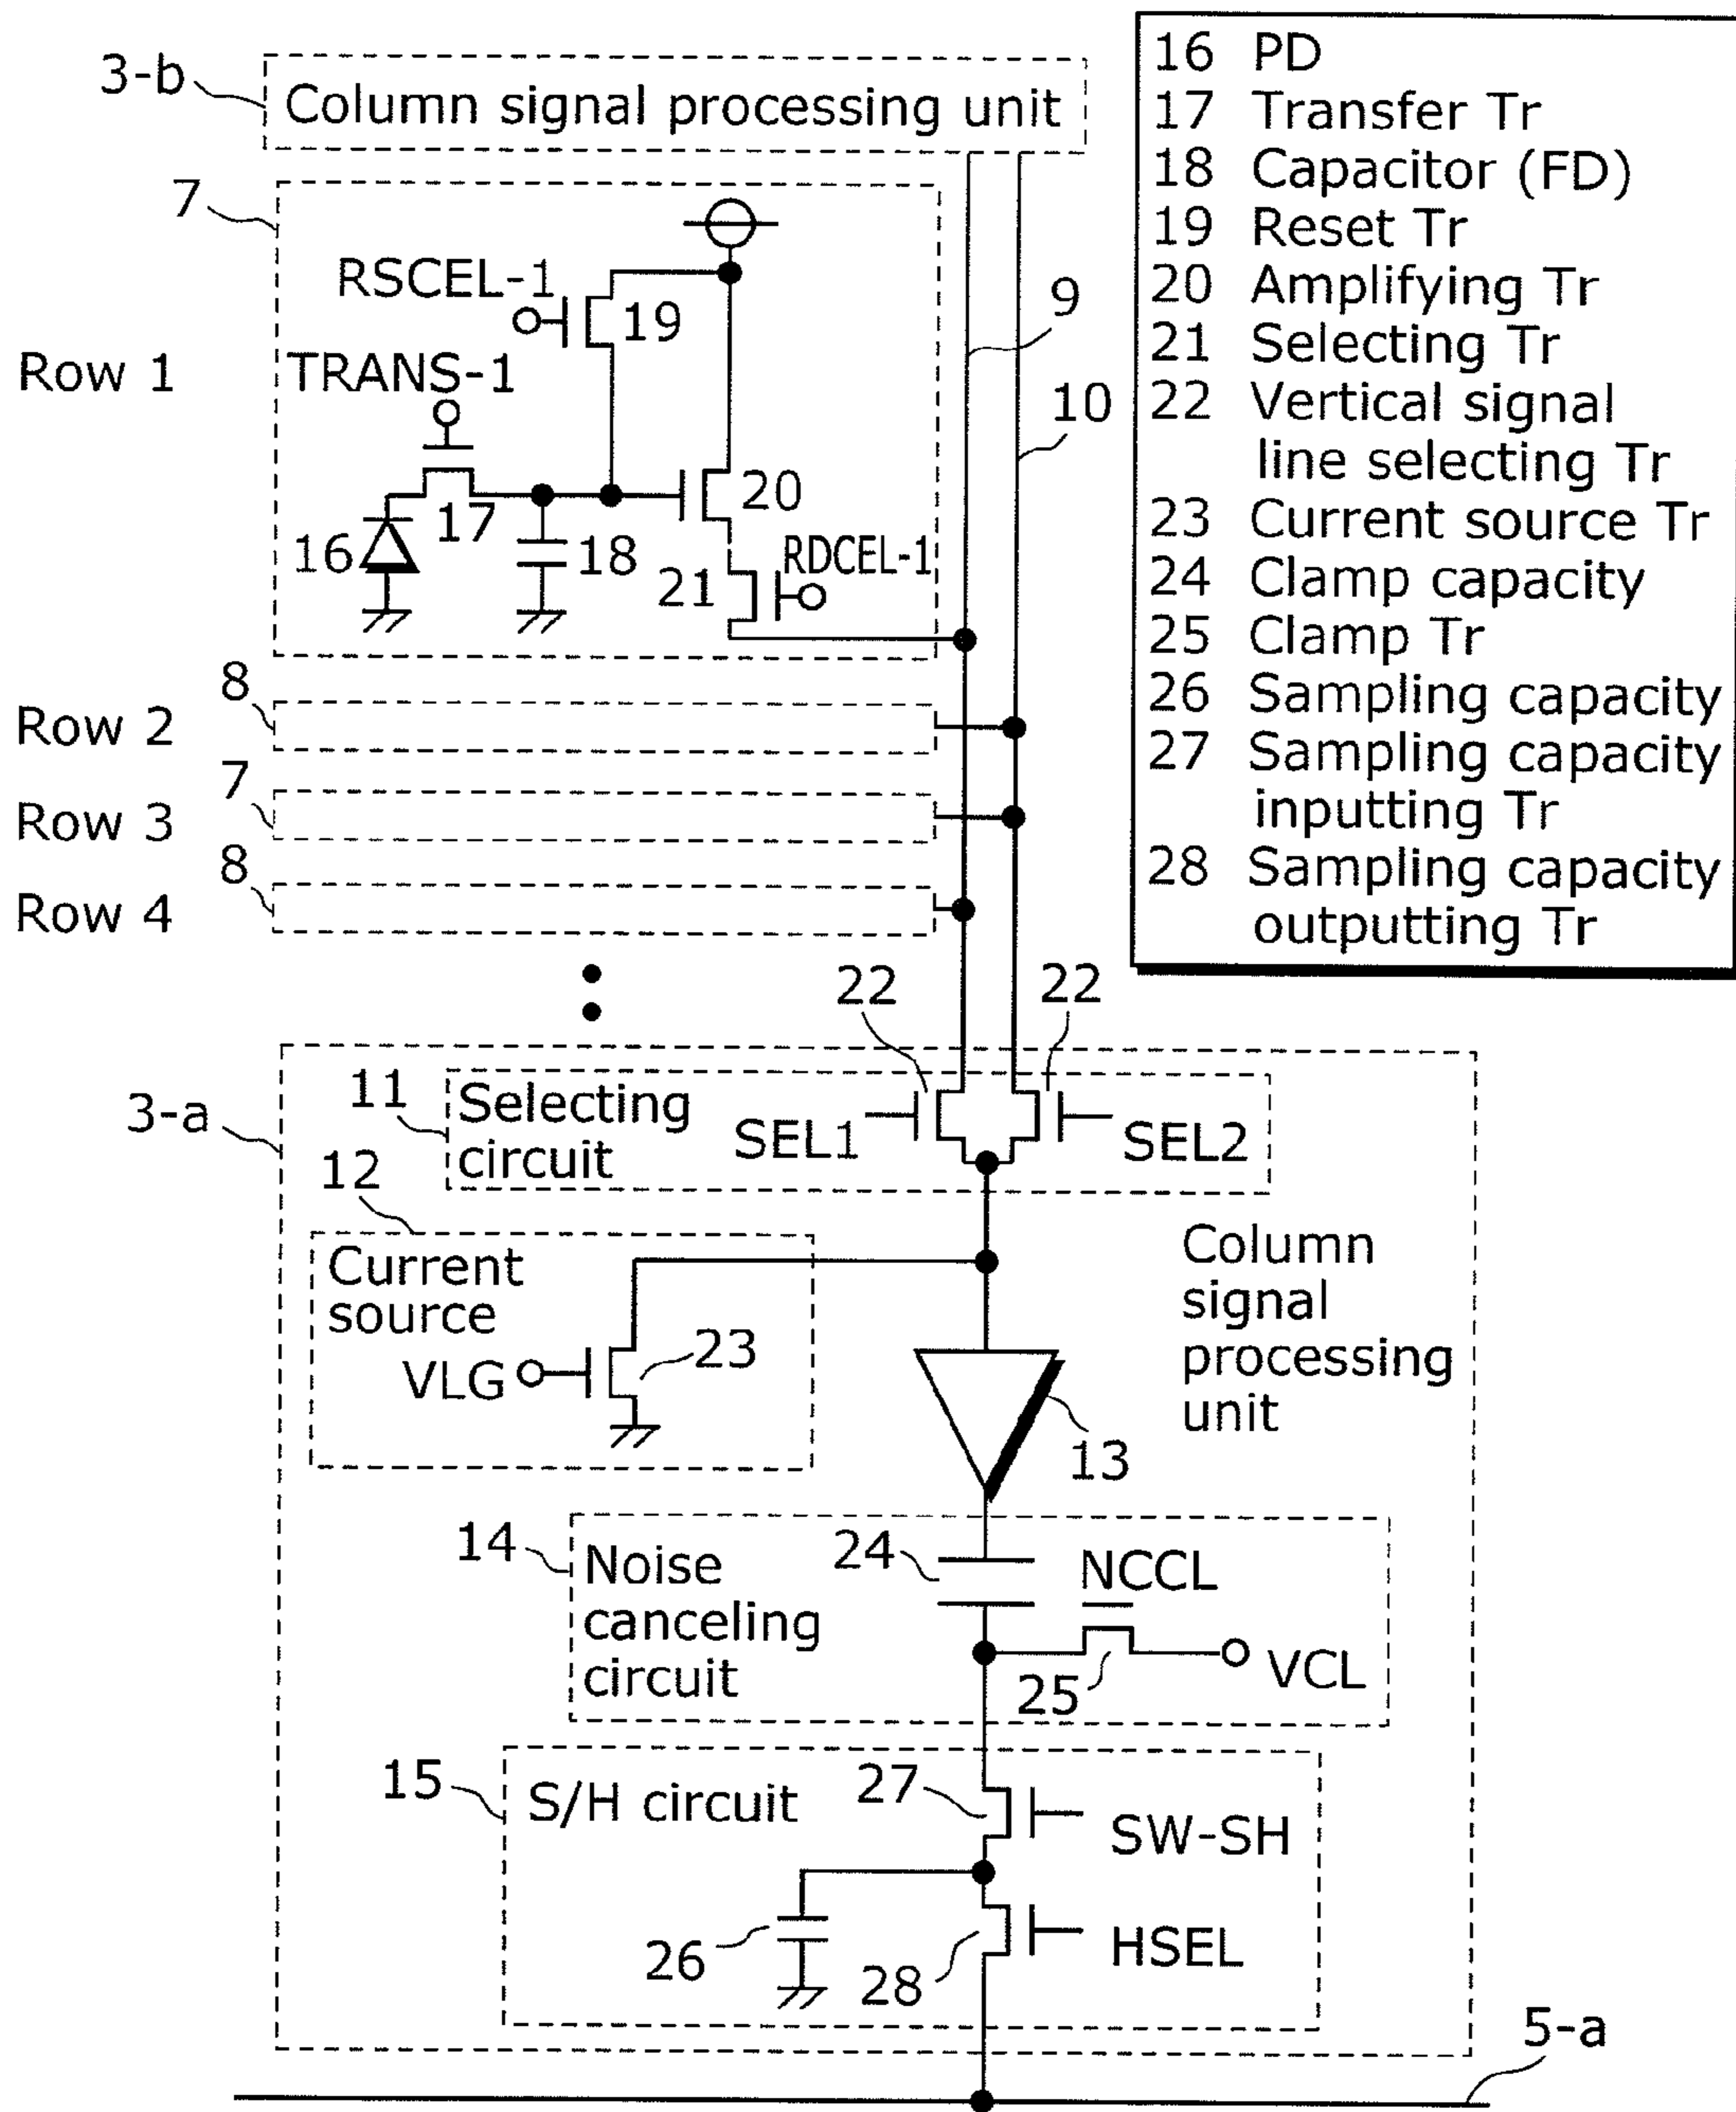 3-b
Column signal processing unit
7
RSCEL-1
19
9
Row 1
TRANS-1
10
20
17
16
18
21
RDCEL-1
8
Row 2
7
Row 3
8
Row 4
22
22
3-a
11
Selecting
circuit
SEL1
SEL2
12
Current
source
VLG
23
Column
signal
processing
unit
13
14
Noise
canceling
circuit
24
NCCL
25
VCL
15
S/H circuit
27
SW-SH
26
28
HSEL
5-a
16 PD
17 Transfer Tr
18 Capacitor (FD)
19 Reset Tr
20 Amplifying Tr
21 Selecting Tr
22 Vertical signal
line selecting Tr
23 Current source Tr
24 Clamp capacity
25 Clamp Tr
26 Sampling capacity
27 Sampling capacity
inputting Tr
28 Sampling capacity
outputting Tr